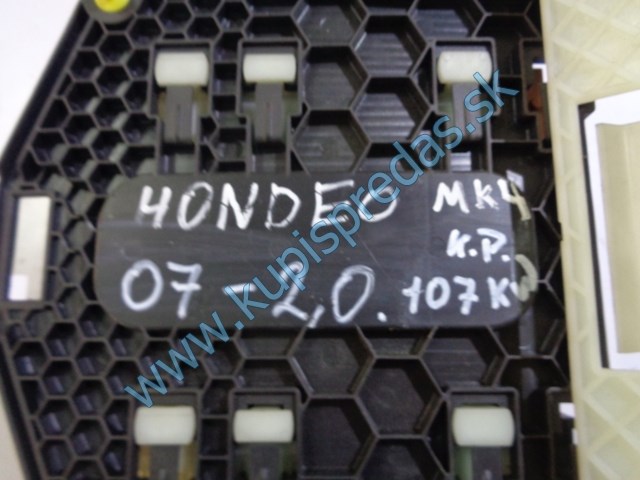 MONDEO MK4
K.P.
07 - 2,0. 107 KW
www.kupispredas.sk